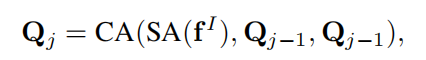 Q_j = CA(SA(f^I), Q_{j−1}, Q_{j−1}),